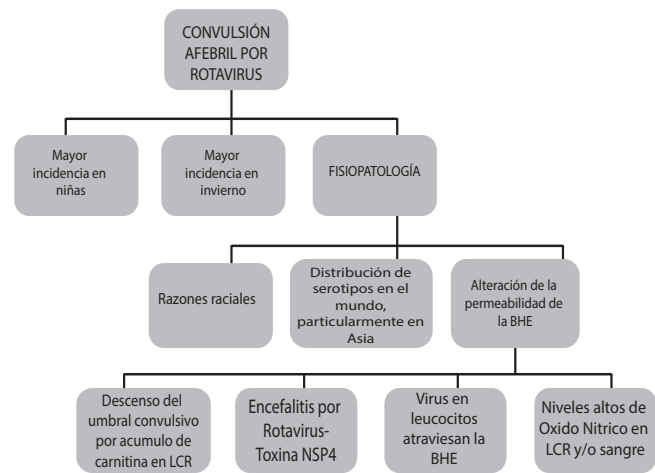 CONVULSIÓN
AFEBRIL POR
ROTAVIRUS
Mayor
incidencia en
niñas
Mayor
incidencia en
invierno
FISIOPATOLOGÍA
Razones raciales
Distribución de
serotipos en el
mundo,
particularmente en
Asia
Alteración de la
permeabilidad de
la BHE
Descenso del
umbral convulsivo
por acumulo de
carnitina en LCR
Encefalitis por
Rotavirus-
Toxina NSP4
Virus en
leucocitos
atraviesan la
BHE
Niveles altos de
Oxido Nitrico en
LCR y/o sangre